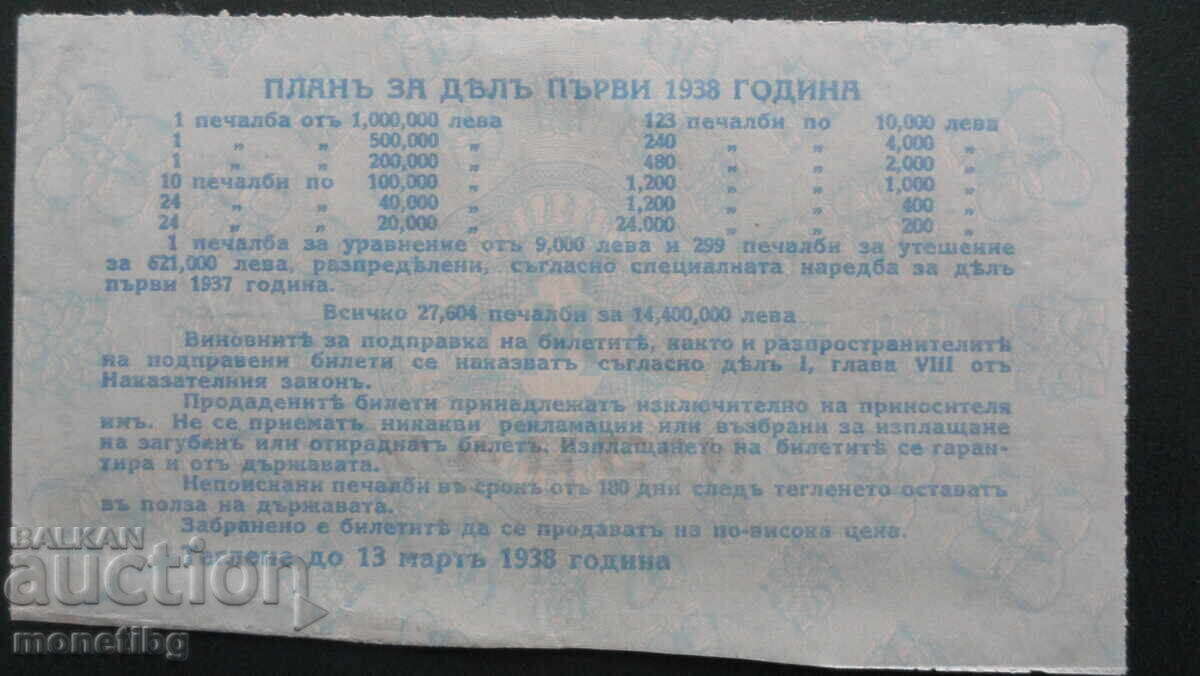 ПЛАНЪ ЗА ДѢЛЪ ПЪРВИ 1938 ГОДИНА
1 печалба отъ 1,000,000 лева 123 печалби по 10,000 лева
1 „ „ 500,000 „ 240 „ „ 4,000 „
1 „ „ 200,000 „ 480 „ „ 2,000 „
10 печалби по 100,000 „ 1,200 „ „ 1,000 „
24 „ „ 40,000 „ 1,200 „ „ 400 „
24 „ „ 20,000 „ 24.000 „ „ 200 „
1 печалба за уравнение отъ 9,000 лева и 299 печалби за утешение
за 621,000 лева, разпредѣлени, съгласно специалната наредба за дѣлъ
първи 1937 година.
Всичко 27,604 печалби за 14,400,000 лева
Виновнитѣ за подправка на билетитѣ, както и разпространителитѣ
на подправени билети се наказватъ съгласно дѣлъ I, глава VIII отъ
Наказателния законъ.
Продаденитѣ билети принадлежатъ изключително на приносителя
имъ. Не се приематъ никакви рекламации или възбрани за изплащане
на загубенъ или откраднатъ билетъ. Изплащането на билетитѣ се гаран-
тира и отъ държавата.
Непоискани печалби въ срокъ отъ 180 дни следъ тегленето оставатъ
въ полза на държавата.
Забранено е билетитѣ да се продаватъ на по-висока цена.
Теглене до 13 мартъ 1938 година
BALKAN
auction
monetibg